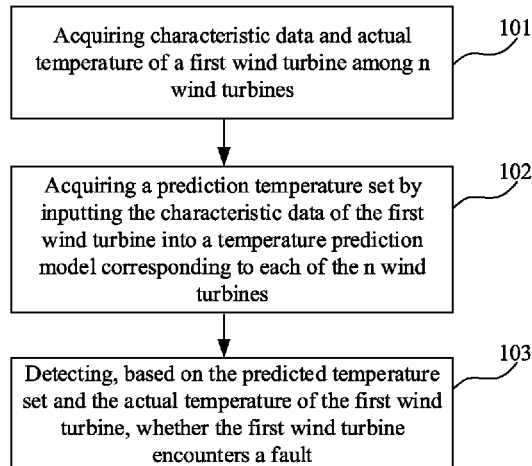 Acquiring characteristic data and actual
temperature of a first wind turbine among n
wind turbines
101
Acquiring a prediction temperature set by
inputting the characteristic data of the first
wind turbine into a temperature prediction
model corresponding to each of the n wind
turbines
102
Detecting, based on the predicted temperature
set and the actual temperature of the first wind
turbine, whether the first wind turbine
encounters a fault
103